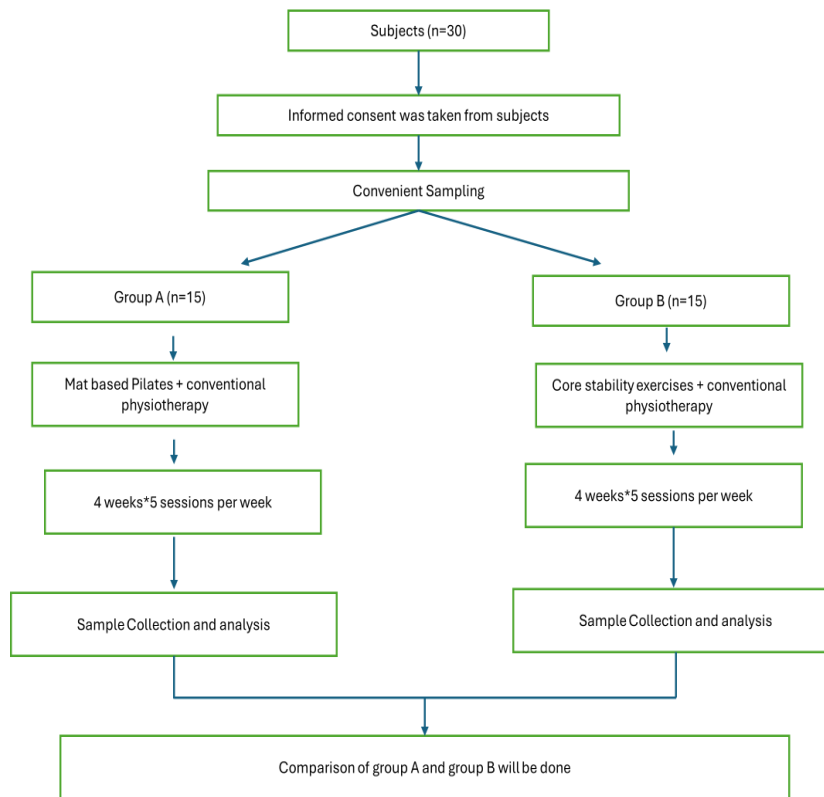 Subjects (n=30)
Informed consent was taken from subjects
Convenient Sampling
Group A (n=15)
Group B (n=15)
Mat based Pilates + conventional
physiotherapy
Core stability exercises + conventional
physiotherapy
4 weeks*5 sessions per week
4 weeks*5 sessions per week
Sample Collection and analysis
Sample Collection and analysis
Comparison of group A and group B will be done